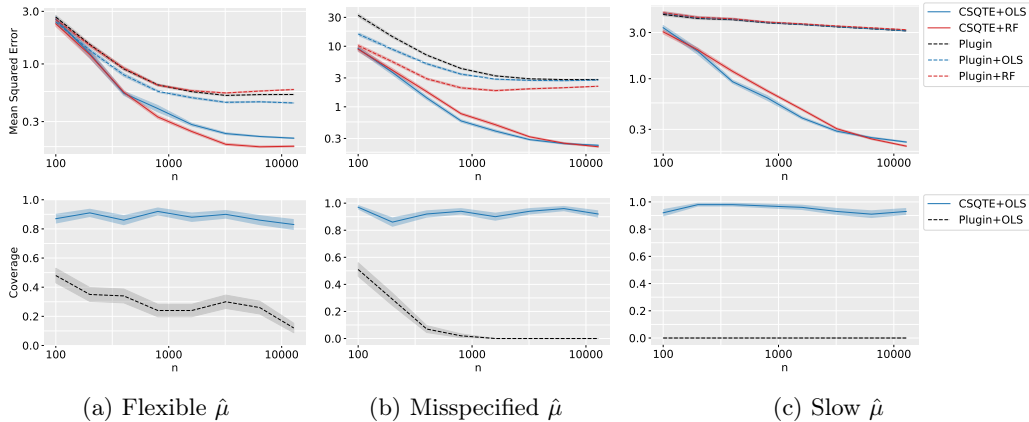 Mean Squared Error
3.0
1.0
0.3
100
1000
10000
n
30
10
3
1
0.3
100
1000
10000
n
3.0
1.0
0.3
100
1000
10000
n
CSQTE+OLS
CSQTE+RF
Plugin
Plugin+OLS
Plugin+RF
Coverage
1.0
0.8
0.6
0.4
0.2
0.0
100
1000
10000
n
1.0
0.8
0.6
0.4
0.2
0.0
100
1000
10000
n
1.0
0.8
0.6
0.4
0.2
0.0
100
1000
10000
n
CSQTE+OLS
Plugin+OLS
(a) Flexible μ̂
(b) Misspecified μ̂
(c) Slow μ̂